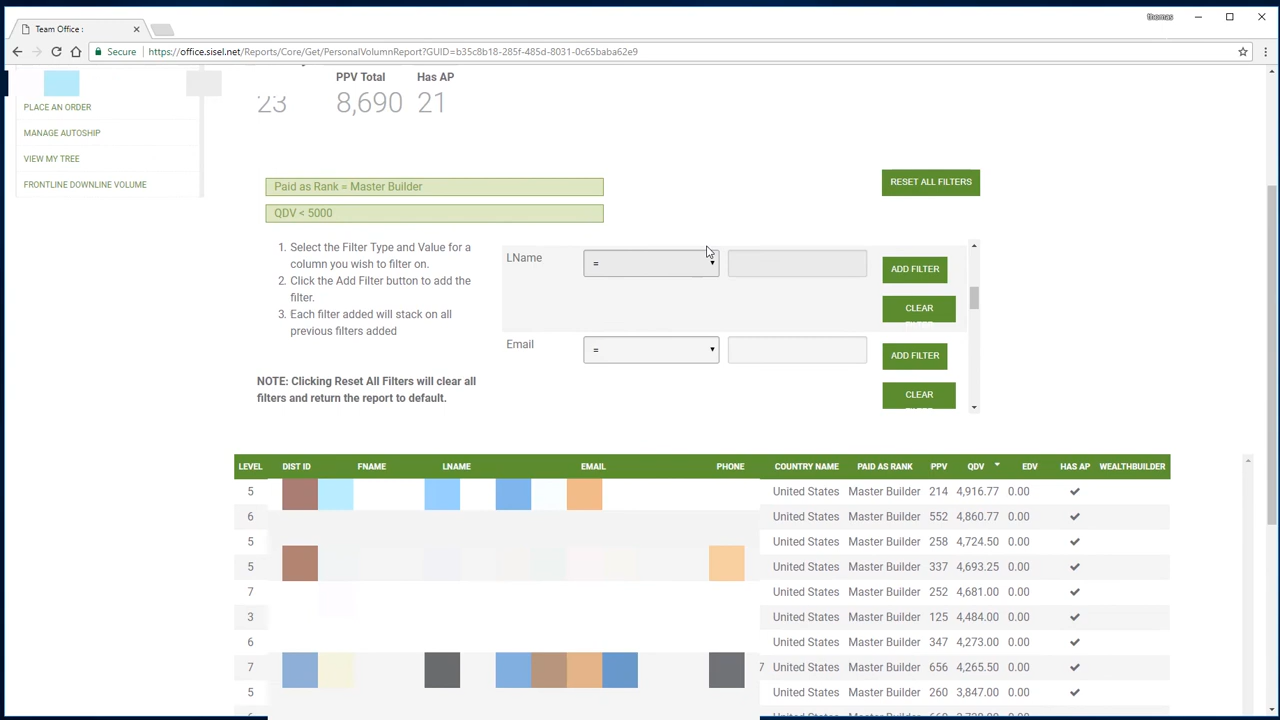 Team Office :
thomas
Secure https://office.sisel.net/Reports/Core/Get/PersonalVolumnReport?GUID=b35c8b18-285f-485d-8031-0c65baba62e9
PLACE AN ORDER
MANAGE AUTOSHIP
VIEW MY TREE
FRONTLINE DOWNLINE VOLUME
PPV Total Has AP
23 8,690 21
Paid as Rank = Master Builder
QDV < 5000
RESET ALL FILTERS
1. Select the Filter Type and Value for a
column you wish to filter on.
2. Click the Add Filter button to add the
filter.
3. Each filter added will stack on all
previous filters added
NOTE: Clicking Reset All Filters will clear all
filters and return the report to default.
LName = ADD FILTER
CLEAR
Email = ADD FILTER
CLEAR
LEVEL DIST ID FNAME LNAME EMAIL PHONE COUNTRY NAME PAID AS RANK PPV QDV EDV HAS AP WEALTHBUILDER
5 United States Master Builder 214 4,916.77 0.00
6 United States Master Builder 552 4,860.77 0.00
5 United States Master Builder 258 4,724.50 0.00
5 United States Master Builder 337 4,693.25 0.00
7 United States Master Builder 252 4,681.00 0.00
3 United States Master Builder 125 4,484.00 0.00
6 United States Master Builder 347 4,273.00 0.00
7 7 United States Master Builder 656 4,265.50 0.00
5 United States Master Builder 260 3,847.00 0.00